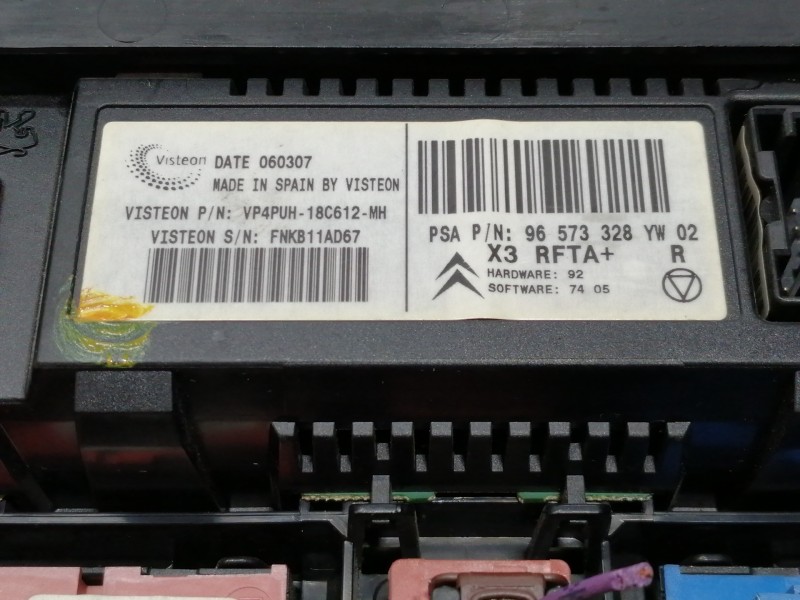 Visteon DATE 060307
MADE IN SPAIN BY VISTEON
VISTEON P/N: VP4PUH-18C612-MH
VISTEON S/N: FNKB11AD67
PSA P/N: 96 573 328 YW 02
X3 RFTA+ R
HARDWARE: 92
SOFTWARE: 74 05